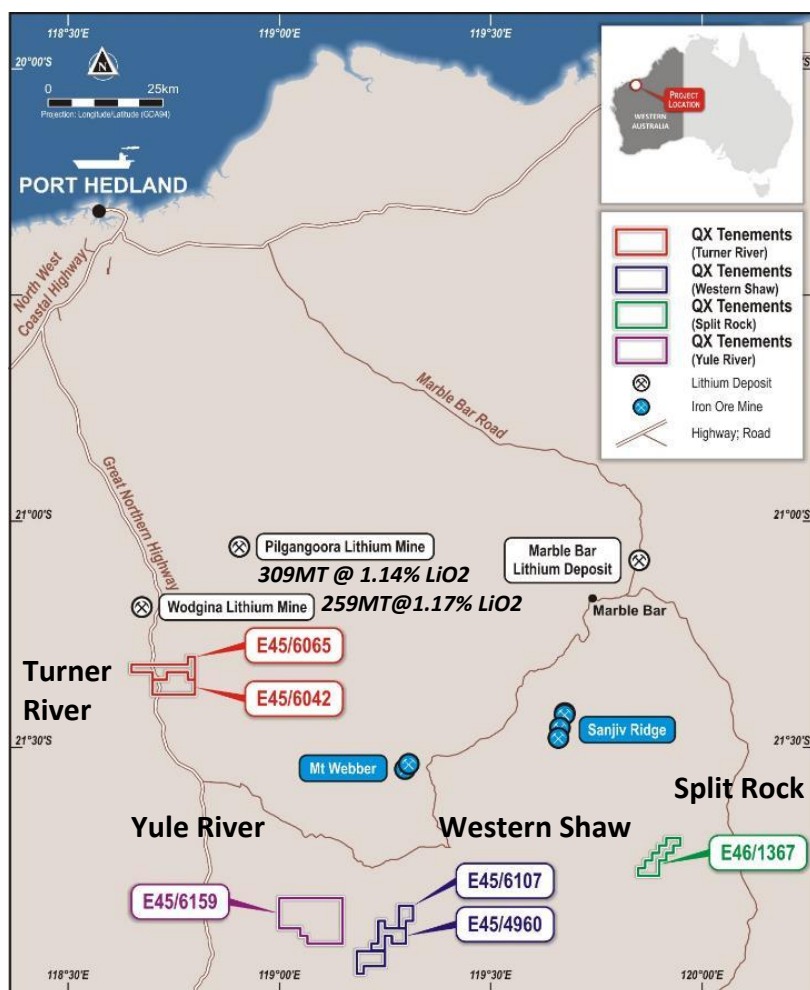 118°30'E
119°00'E
119°30'E
20°00'S
N
0
25km
Projection: Longitude/Latitude (GCA94)
PORT HEDLAND
North West
Coastal Highway
PROJECT
LOCATION
WESTERN
AUSTRALIA
QX Tenements
(Turner River)
QX Tenements
(Western Shaw)
QX Tenements
(Split Rock)
QX Tenements
(Yule River)
Lithium Deposit
Iron Ore Mine
Highway; Road
Marble Bar Road
Great Northern Highway
21°00'S
21°00'S
Pilgangoora Lithium Mine
309MT @ 1.14% LiO2
Marble Bar
Lithium Deposit
Wodgina Lithium Mine
259MT@1.17% LiO2
Marble Bar
E45/6065
Turner
River
E45/6042
Sanjiv Ridge
21°30'S
21°30'S
Mt Webber
Split Rock
Yule River
Western Shaw
E46/1367
E45/6107
E45/6159
E45/4960
118°30'E
119°00'E
119°30'E
120°00'E